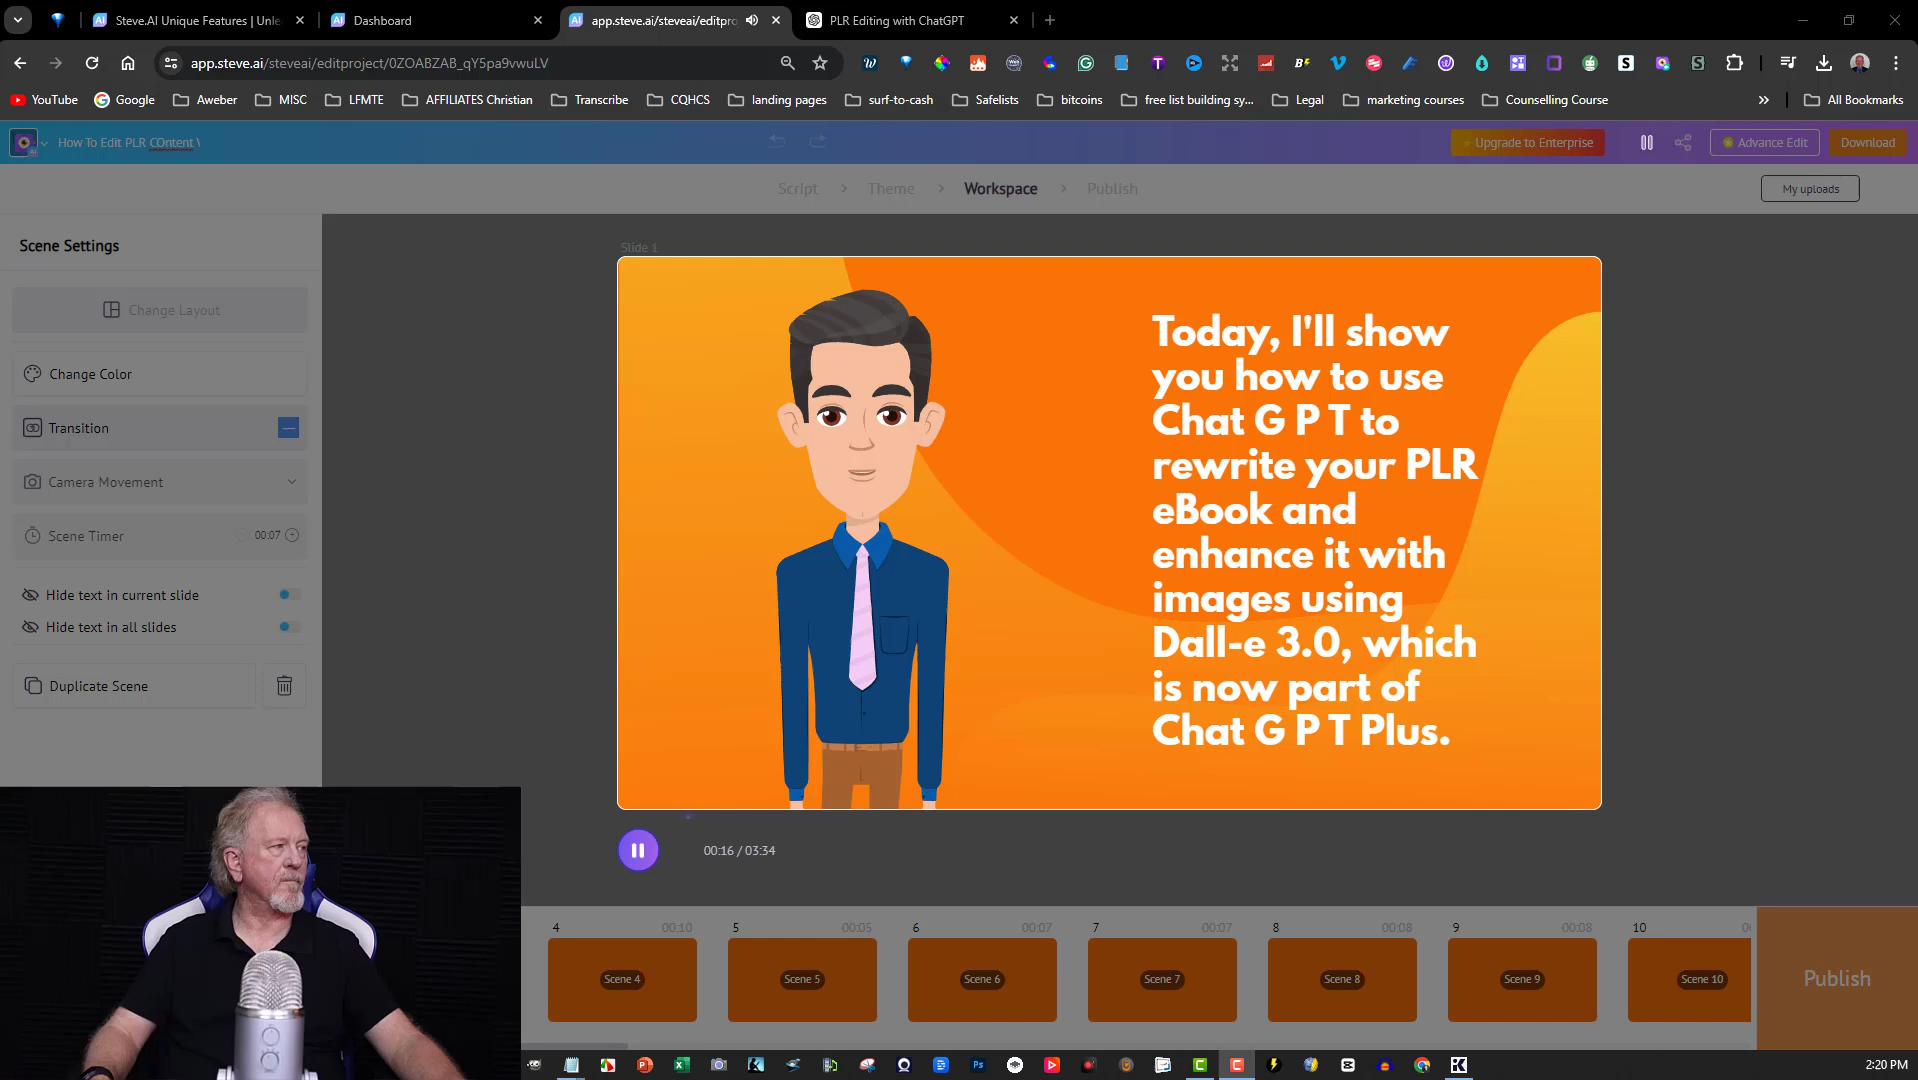 Steve.AI Unique Features | Unle
Dashboard
app.steve.ai/steveai/editpro
PLR Editing with ChatGPT
app.steve.ai/steveai/editproject/0ZOABZAB_qY5pa9vwuLV
YouTube
Google
Aweber
MISC
LFMTE
AFFILIATES Christian
Transcribe
CQHCS
landing pages
surf-to-cash
Safelists
bitcoins
free list building sy...
Legal
marketing courses
Counselling Course
All Bookmarks
How To Edit PLR COntent \
Upgrade to Enterprise
Advance Edit
Download
Script
Theme
Workspace
Publish
My uploads
Scene Settings
Slide 1
Change Layout
Change Color
Transition
Camera Movement
Scene Timer
00:07
Hide text in current slide
Hide text in all slides
Duplicate Scene
Today, I'll show
you how to use
Chat G P T to
rewrite your PLR
eBook and
enhance it with
images using
Dall-e 3.0, which
is now part of
Chat G P T Plus.
00:16 / 03:34
4 00:10
5 00:05
6 00:07
7 00:07
8 00:08
9 00:08
10
Scene 4
Scene 5
Scene 6
Scene 7
Scene 8
Scene 9
Scene 10
Publish
2:20 PM